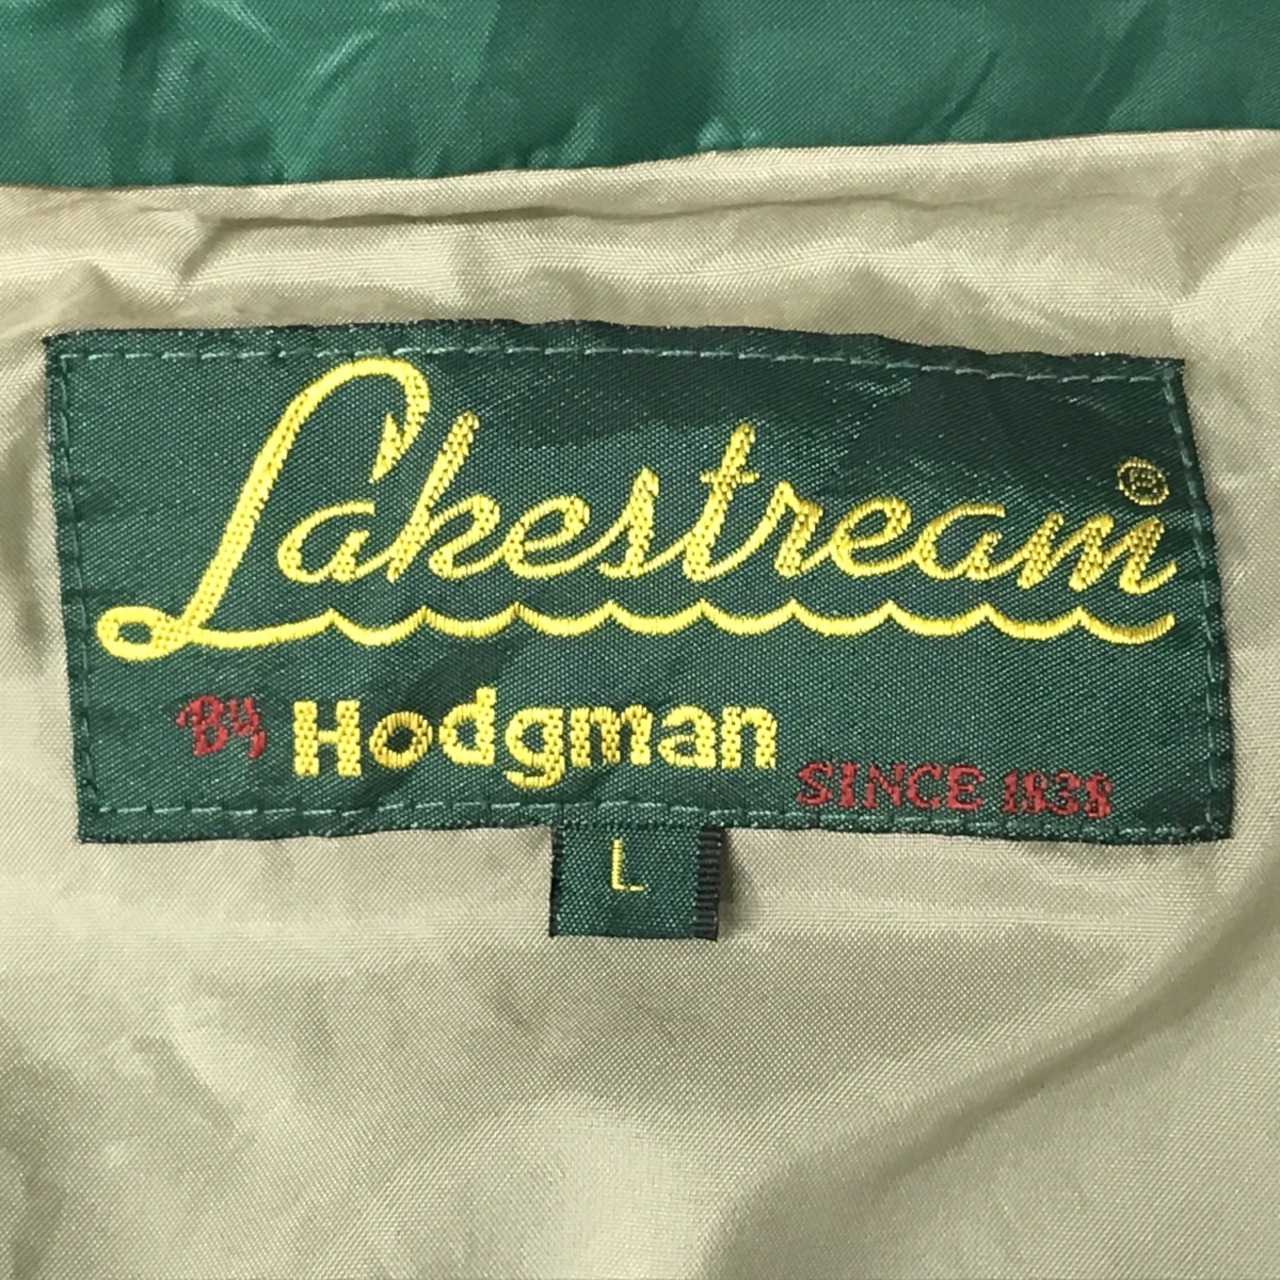 Lakestream®
By Hodgman
SINCE 1838
L